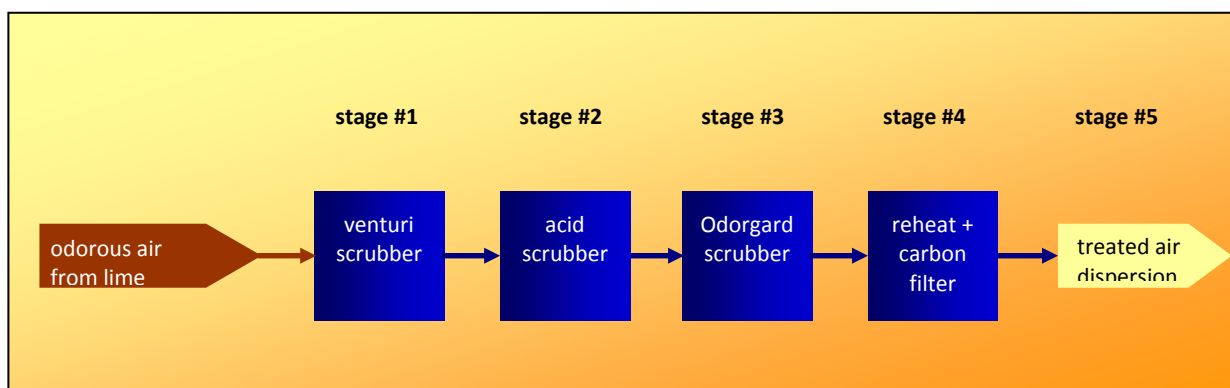 stage #1 stage #2 stage #3 stage #4 stage #5
odorous air
from lime
venturi
scrubber
acid
scrubber
Odorgard
scrubber
reheat +
carbon
filter
treated air
dispersion